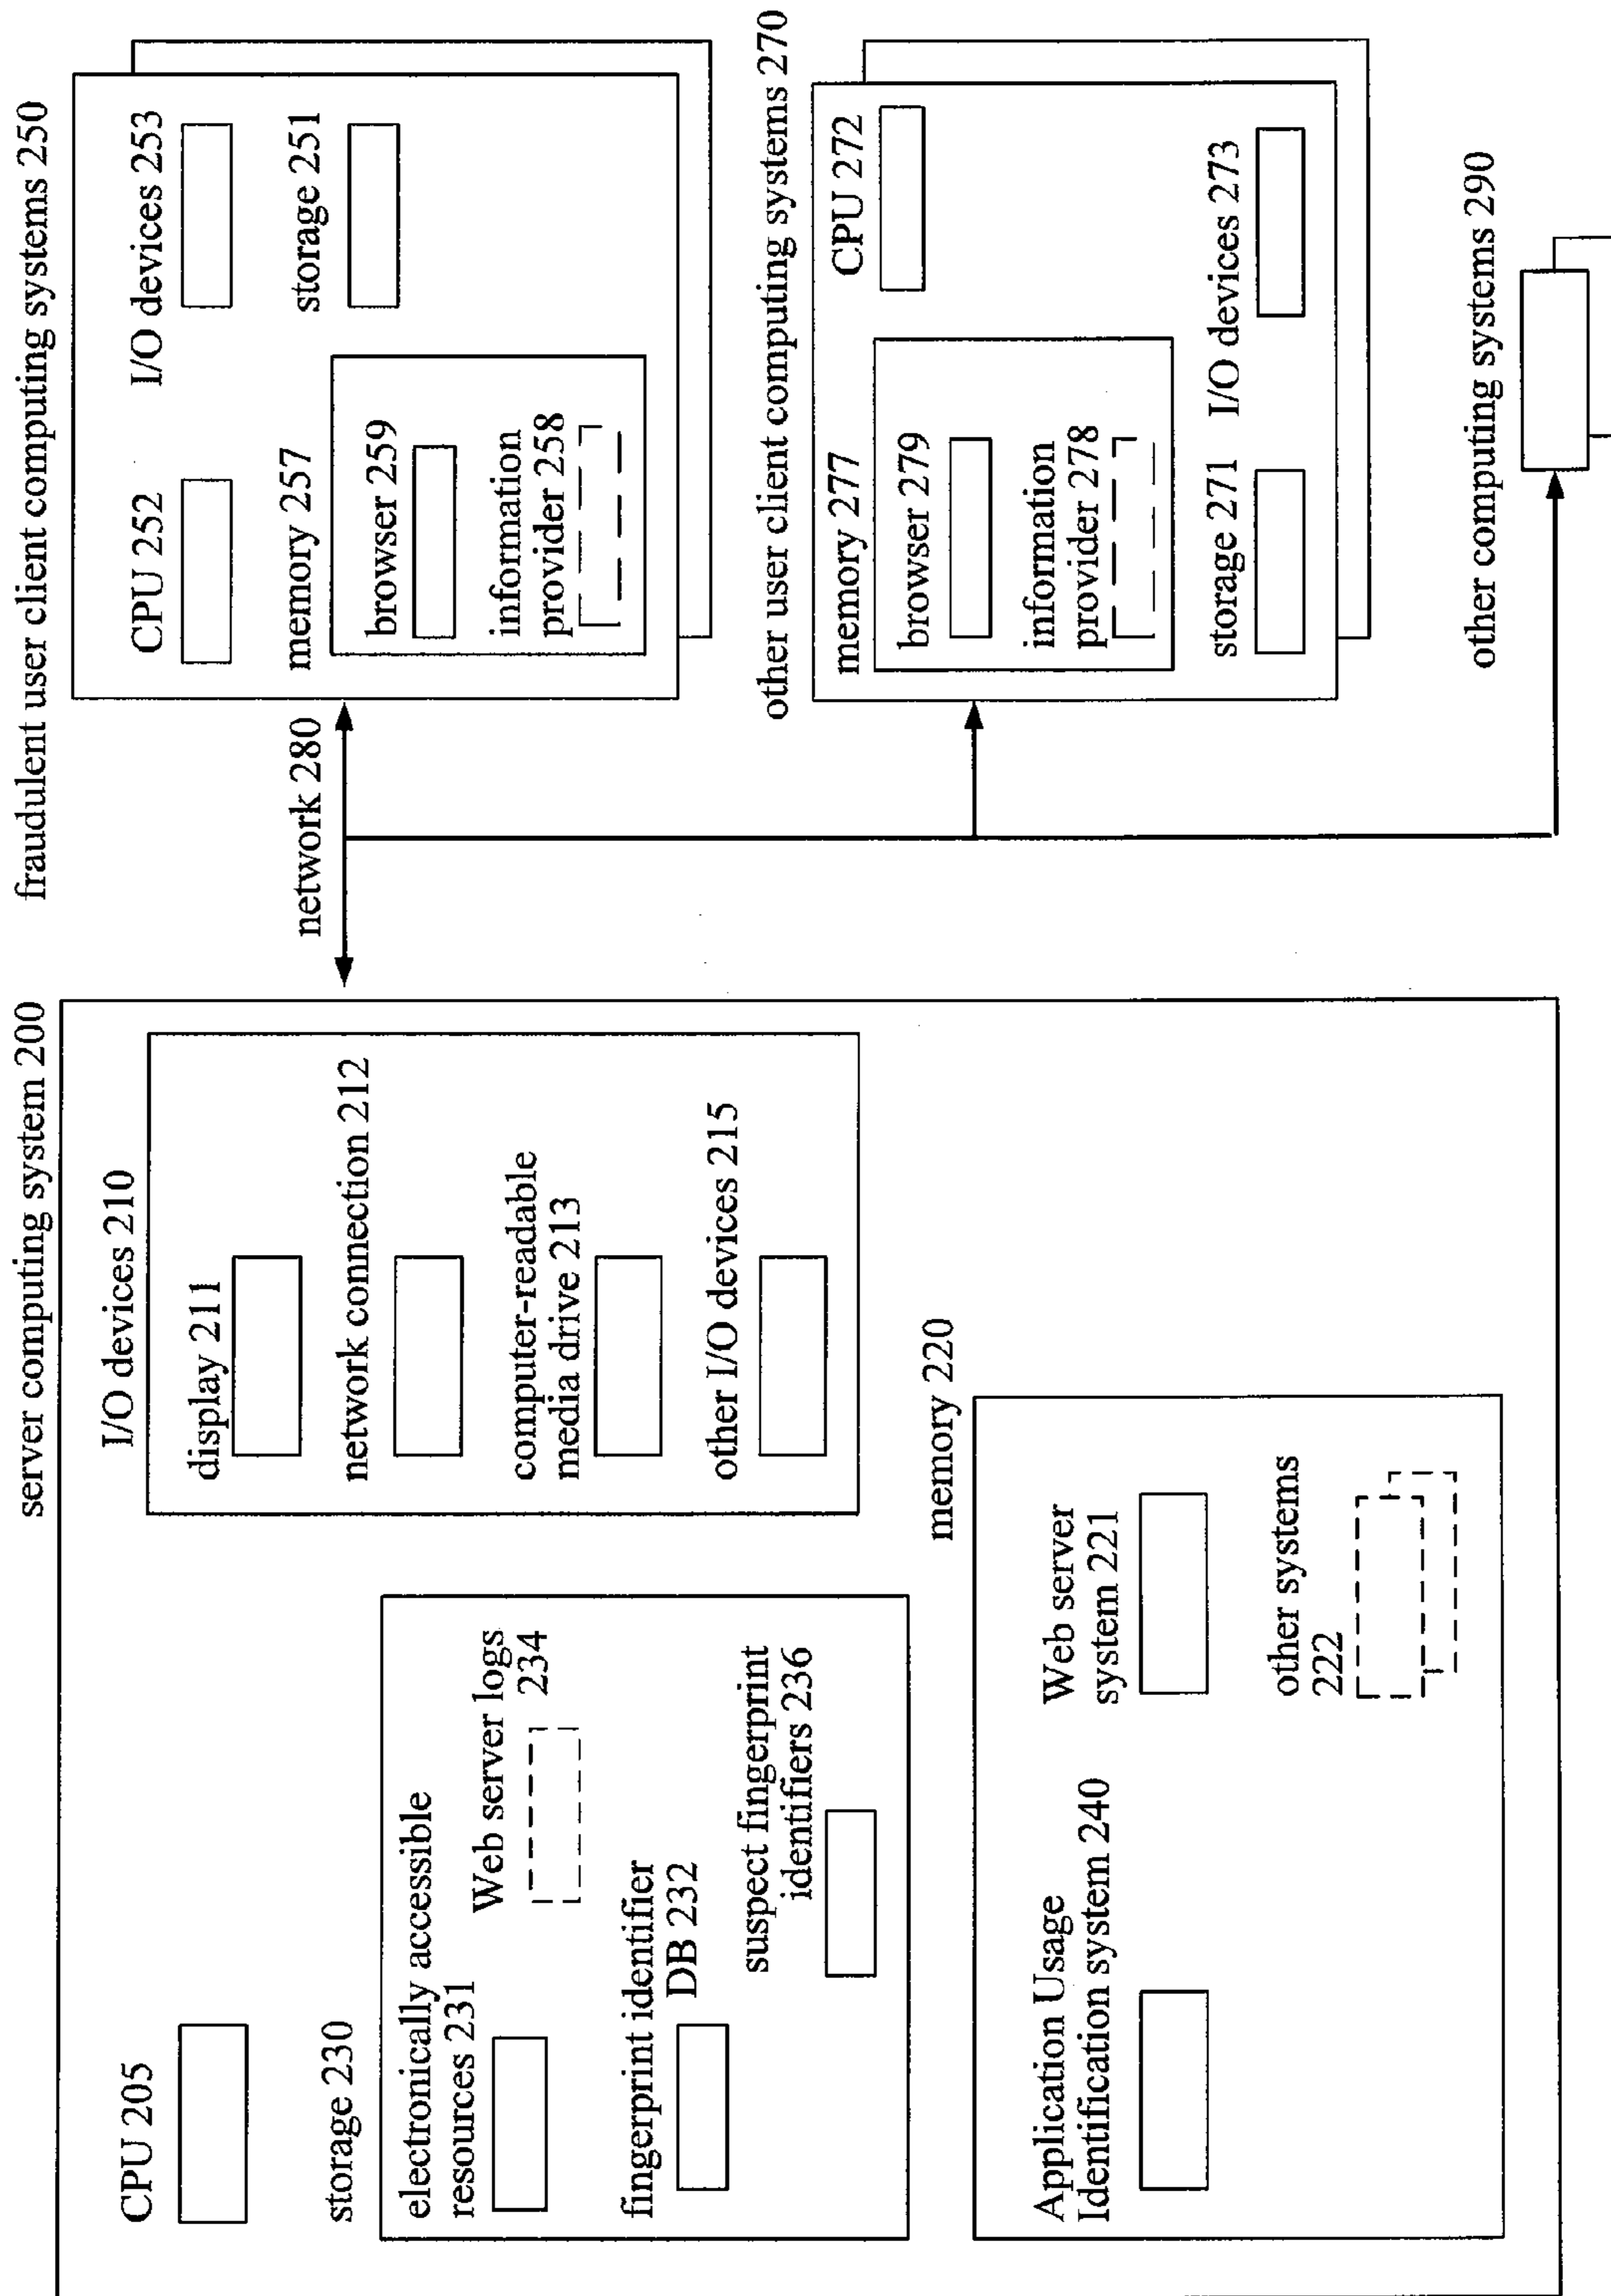 server computing system 200
CPU 205
I/O devices 210
display 211
network connection 212
computer-readable
media drive 213
other I/O devices 215
storage 230
electronically accessible
resources 231
Web server logs
234
fingerprint identifier
DB 232
suspect fingerprint
identifiers 236
memory 220
Application Usage
Identification system 240
Web server
system 221
other systems
222
network 280
fraudulent user client computing systems 250
CPU 252
I/O devices 253
memory 257
storage 251
browser 259
information
provider 258
other user client computing systems 270
memory 277
CPU 272
browser 279
information
provider 278
storage 271
I/O devices 273
other computing systems 290